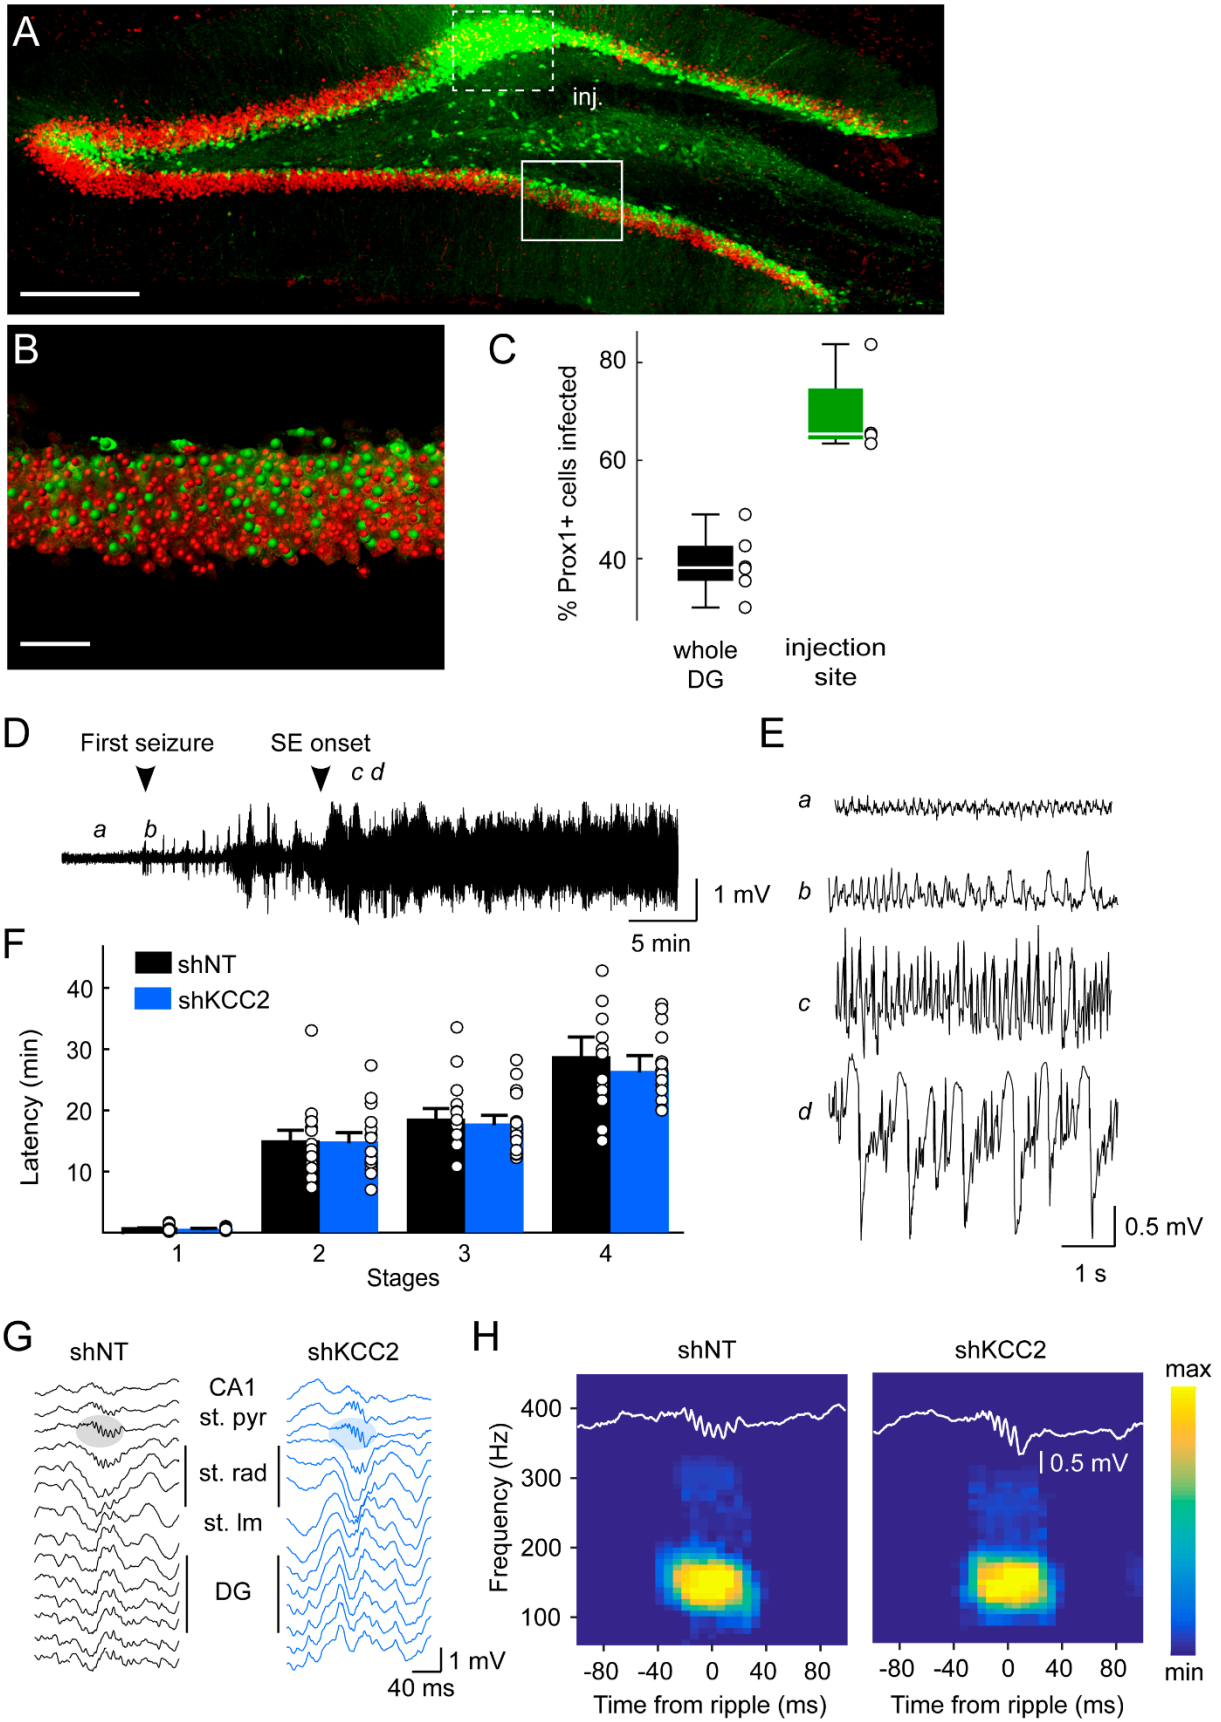 A
inj.
B
C
% Prox1+ cells infected
80
60
40
whole
DG
injection
site
D
First seizure
SE onset
a
b
c d
1 mV
5 min
E
a
b
c
d
0.5 mV
1 s
F
shNT
shKCC2
Latency (min)
40
30
20
10
1
2
3
4
Stages
G
shNT
shKCC2
CA1
st. pyr
st. rad
st. lm
DG
1 mV
40 ms
H
shNT
shKCC2
max
min
Frequency (Hz)
400
300
200
100
0.5 mV
-80 -40 0 40 80
-80 -40 0 40 80
Time from ripple (ms)
Time from ripple (ms)